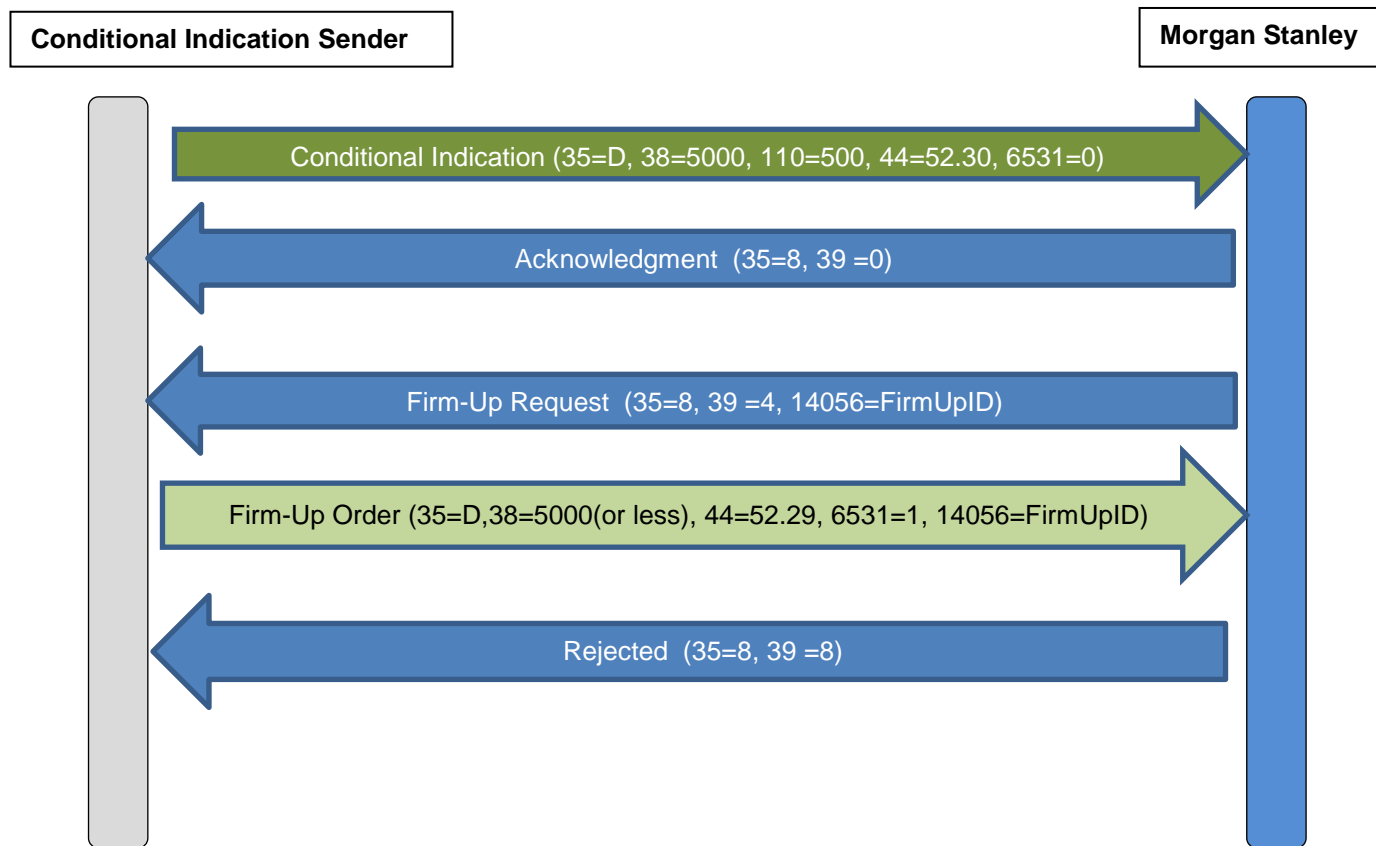 Conditional Indication Sender
Morgan Stanley
Conditional Indication (35=D, 38=5000, 110=500, 44=52.30, 6531=0)
Acknowledgment  (35=8, 39 =0)
Firm-Up Request  (35=8, 39 =4, 14056=FirmUpID)
Firm-Up Order (35=D,38=5000(or less), 44=52.29, 6531=1, 14056=FirmUpID)
Rejected  (35=8, 39 =8)